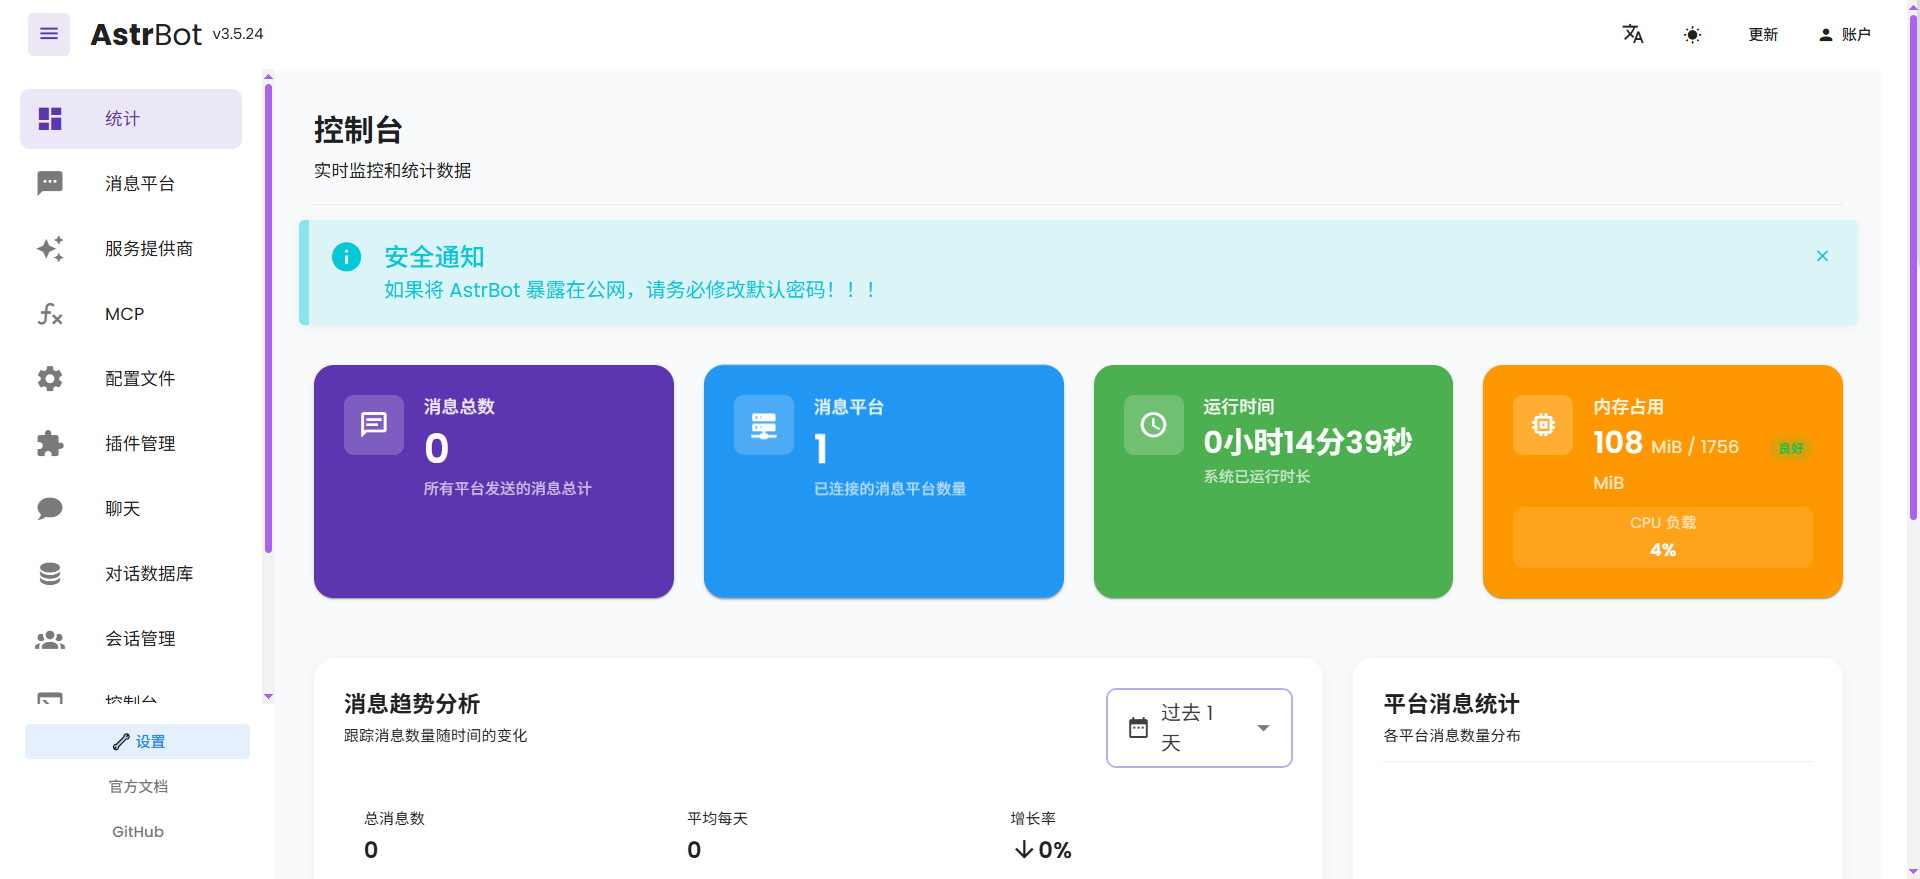 AstrBot v3.5.24
更新
账户
统计
消息平台
服务提供商
MCP
配置文件
插件管理
聊天
对话数据库
会话管理
控制台
设置
官方文档
GitHub
控制台
实时监控和统计数据
安全通知
如果将 AstrBot 暴露在公网，请务必修改默认密码！！！
消息总数
0
所有平台发送的消息总计
消息平台
1
已连接的消息平台数量
运行时间
0小时14分39秒
系统已运行时长
内存占用
108 MiB / 1756
MiB
良好
CPU 负载
4%
消息趋势分析
跟踪消息数量随时间的变化
过去 1
天
总消息数
0
平均每天
0
增长率
0%
平台消息统计
各平台消息数量分布